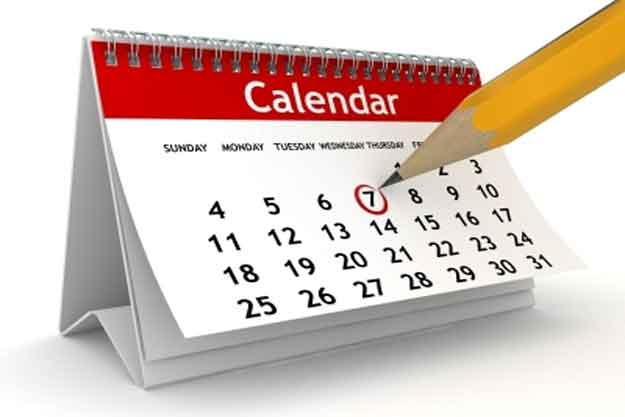 Calendar
SUNDAY MONDAY TUESDAY WEDNESDAY THURSDAY
1 2 3
4 5 6 7 8 9 10
11 12 13 14 15 16 17
18 19 20 21 22 23 24
25 26 27 28 29 30 31